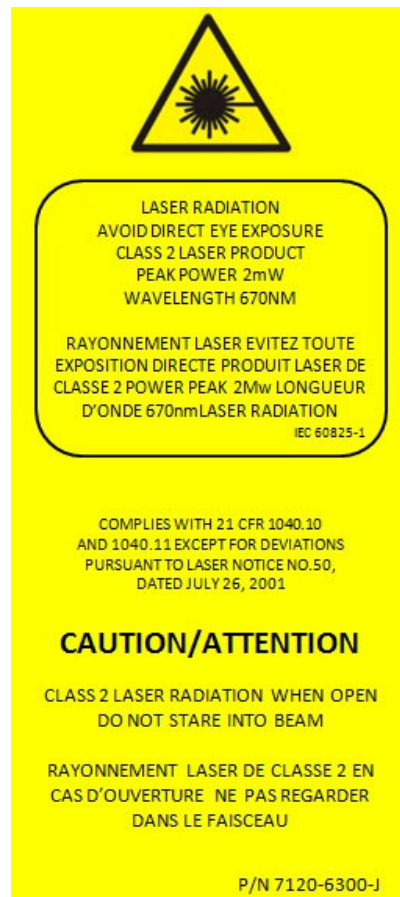 LASER RADIATION
AVOID DIRECT EYE EXPOSURE
CLASS 2 LASER PRODUCT
PEAK POWER 2mW
WAVELENGTH 670NM
RAYONNEMENT LASER EVITEZ TOUTE
EXPOSITION DIRECTE PRODUIT LASER DE
CLASSE 2 POWER PEAK 2Mw LONGUEUR
D'ONDE 670nmLASER RADIATION
IEC 60825-1
COMPLIES WITH 21 CFR 1040.10
AND 1040.11 EXCEPT FOR DEVIATIONS
PURSUANT TO LASER NOTICE NO.50,
DATED JULY 26, 2001
CAUTION/ATTENTION
CLASS 2 LASER RADIATION WHEN OPEN
DO NOT STARE INTO BEAM
RAYONNEMENT LASER DE CLASSE 2 EN
CAS D'OUVERTURE NE PAS REGARDER
DANS LE FAISCEAU
P/N 7120-6300-J